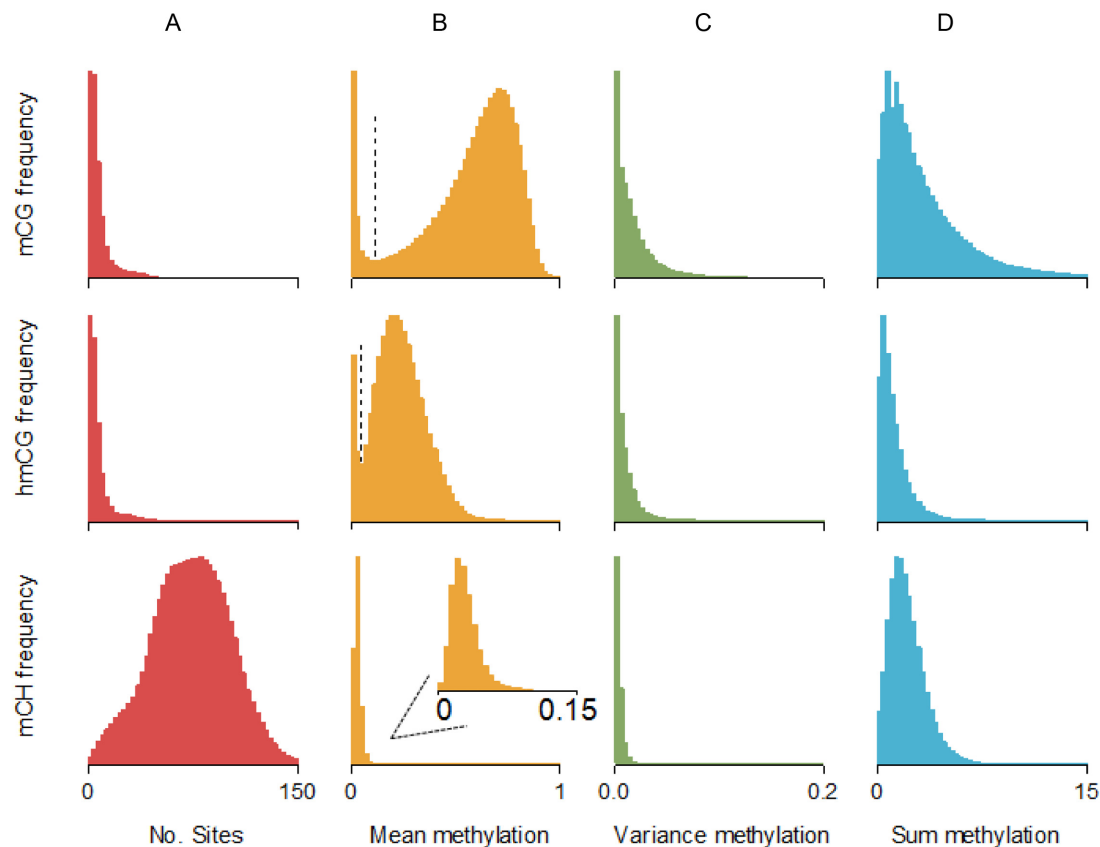 A B C D
mCG frequency
hmCG frequency
mCH frequency
0 0.15
0 150 0 1 0.0 0.2 0 15
No. Sites Mean methylation Variance methylation Sum methylation